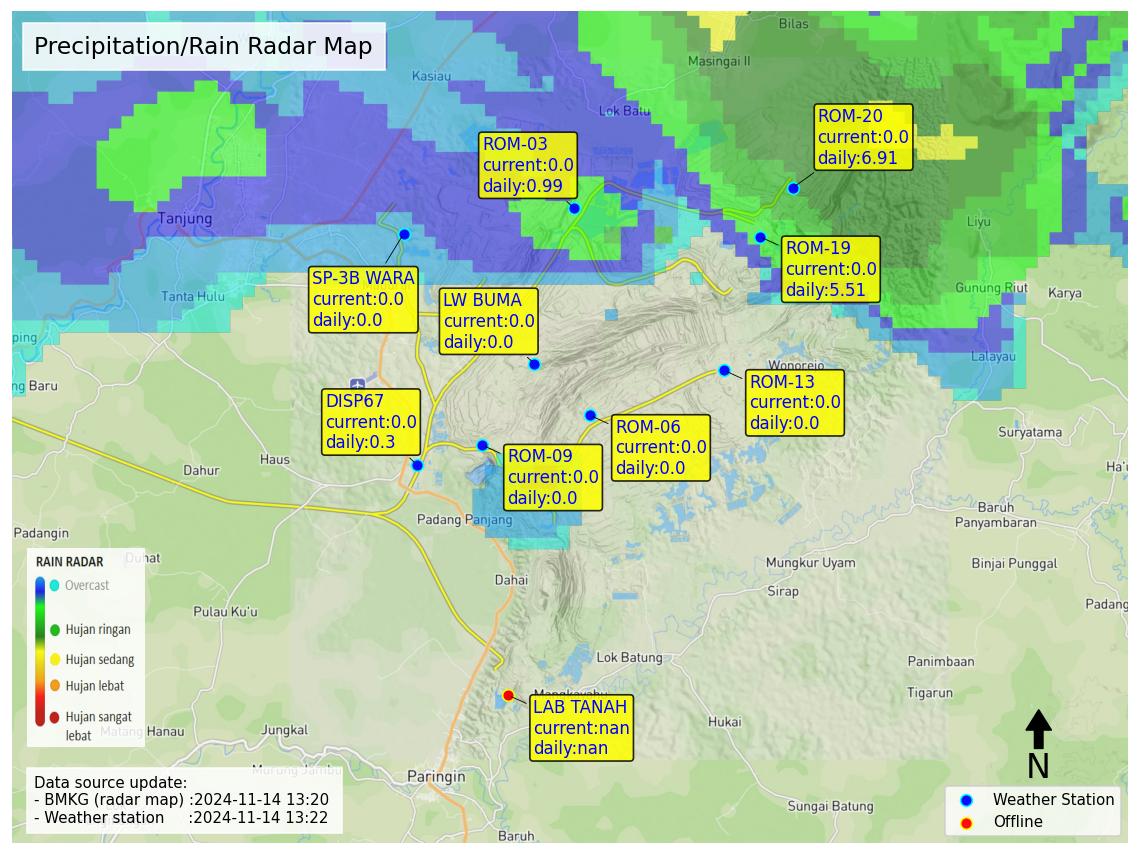 Precipitation/Rain Radar Map
Bilas
Masingai II
Kasiau
Lok Batu
ROM-20
current:0.0
daily:6.91
ROM-03
current:0.0
daily:0.99
Tanjung
Liyu
ROM-19
current:0.0
daily:5.51
SP-3B WARA
current:0.0
daily:0.0
Tanta Hulu
LW BUMA
current:0.0
daily:0.0
Gunung Riut
Karya
ping
Lalayau
Wonorejo
ng Baru
ROM-13
current:0.0
daily:0.0
DISP67
current:0.0
daily:0.3
ROM-06
current:0.0
daily:0.0
Suryatama
ROM-09
current:0.0
daily:0.0
Haus
Dahur
Ha'u
Padang Panjang
Baruh
Panyambaran
Padangin
Duhat
Mungkur Uyam
Binjai Punggal
RAIN RADAR
Overcast
Hujan ringan
Hujan sedang
Hujan lebat
Hujan sangat
lebat
Dahai
Sirap
Padang
Pulau Ku'u
Lok Batung
Panimbaan
Tigarun
LAB TANAH
current:nan
daily:nan
Matang Hanau
Jungkal
Hukai
N
Murung Jambu
Paringin
Data source update:
- BMKG (radar map) :2024-11-14 13:20
- Weather station :2024-11-14 13:22
Sungai Batung
Baruh
Weather Station
Offline